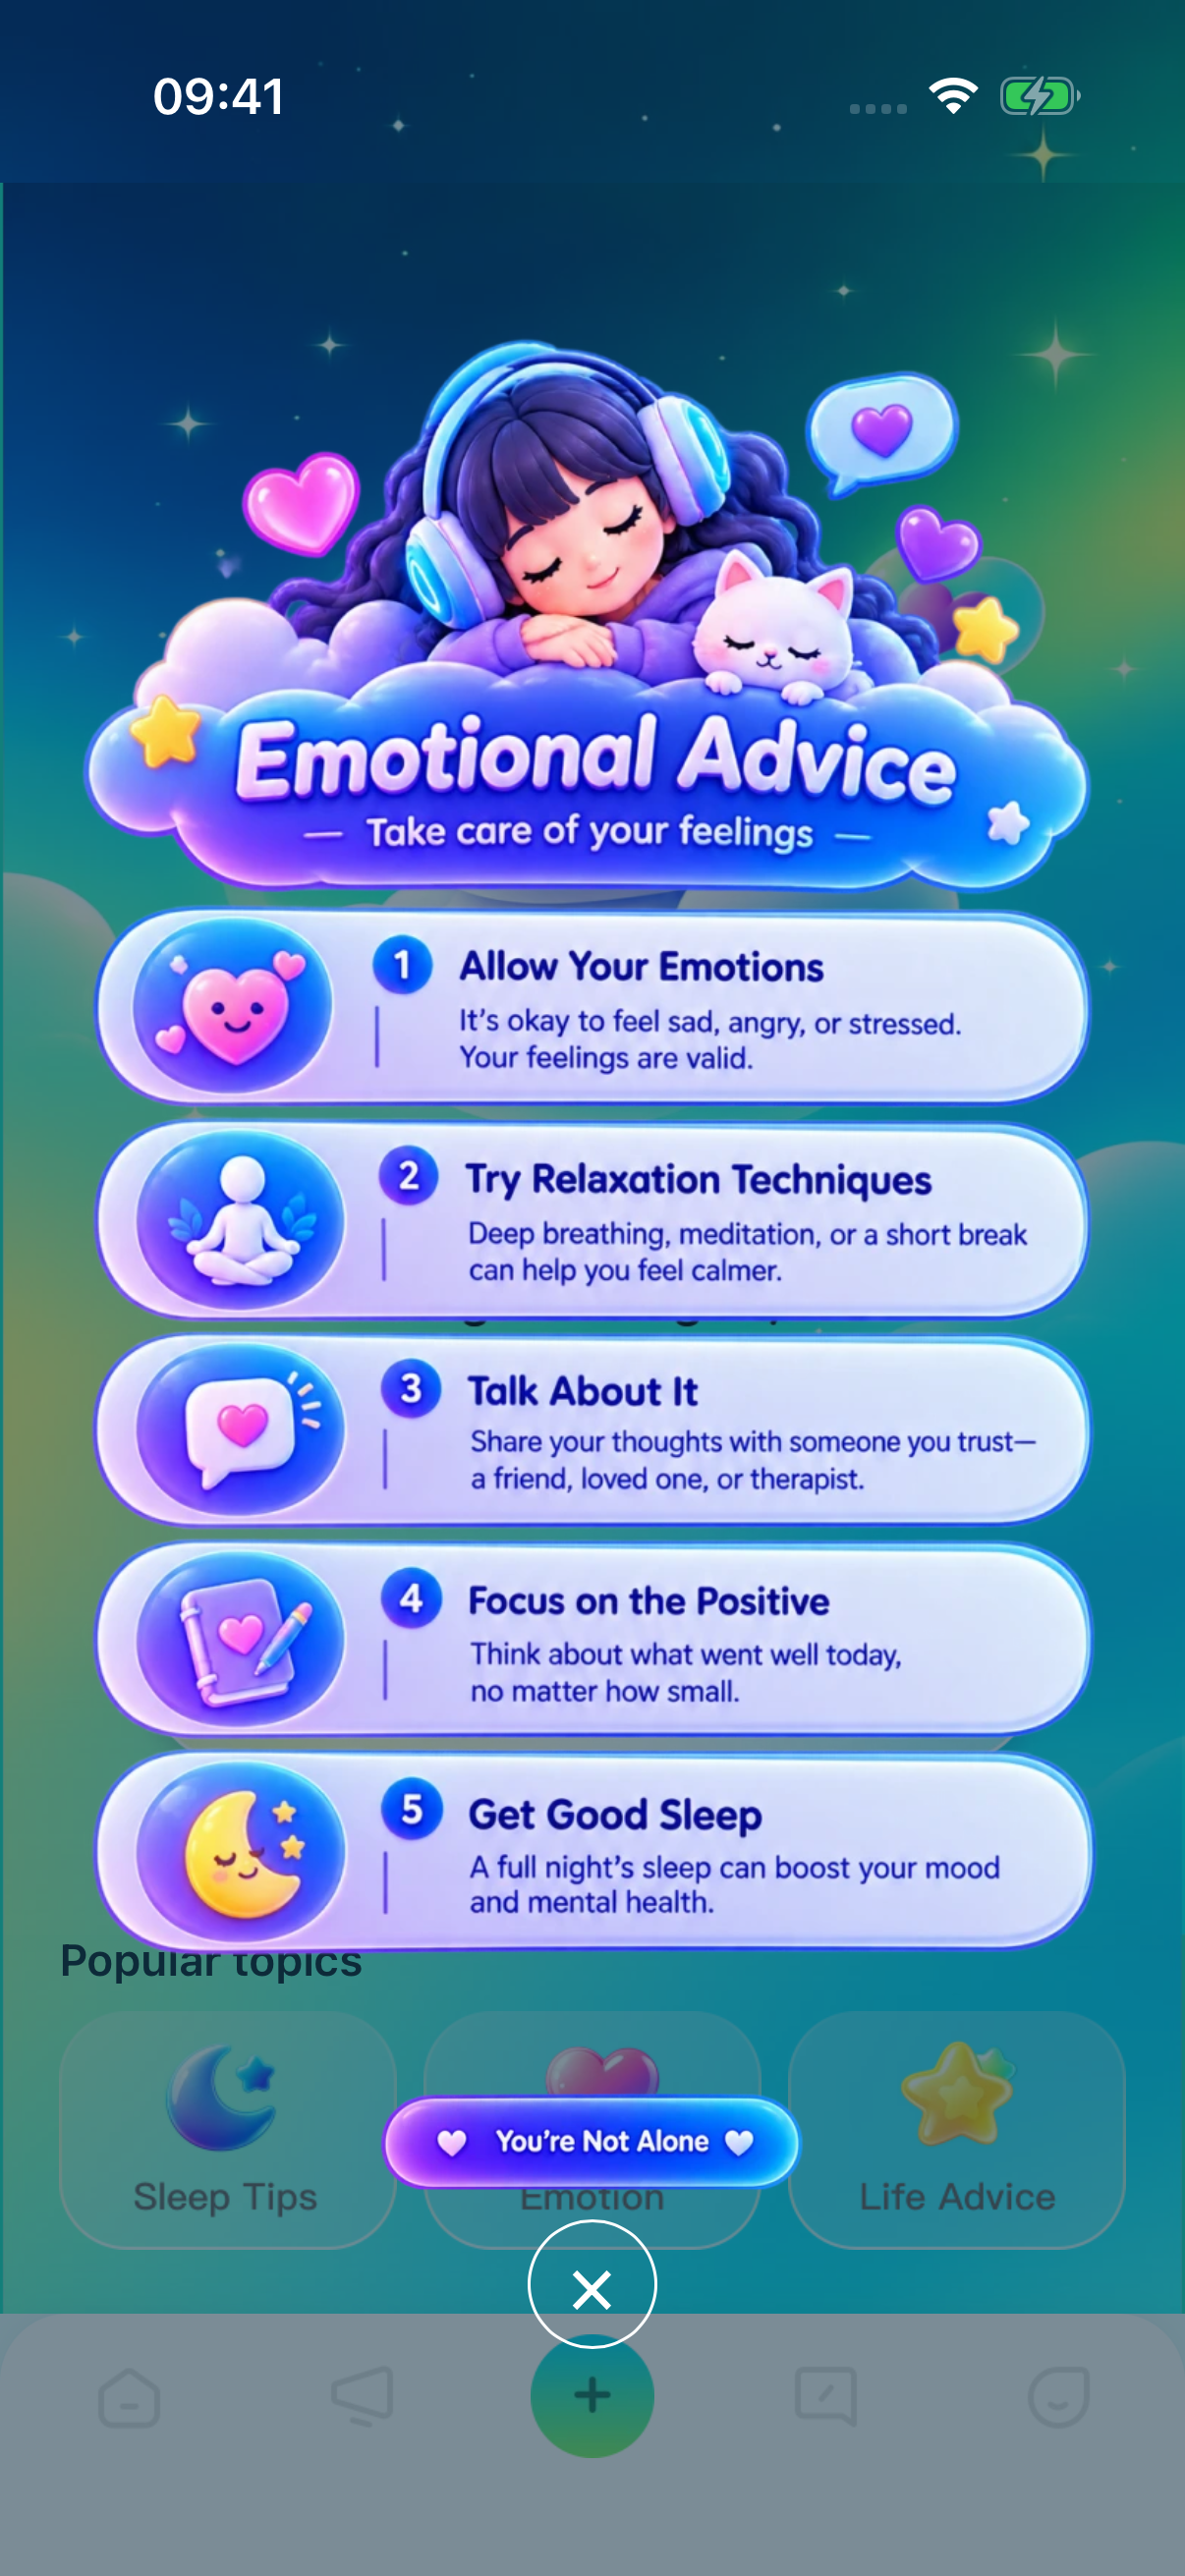 09:41
Emotional Advice
— Take care of your feelings —
1 Allow Your Emotions
It's okay to feel sad, angry, or stressed.
Your feelings are valid.
2 Try Relaxation Techniques
Deep breathing, meditation, or a short break
can help you feel calmer.
3 Talk About It
Share your thoughts with someone you trust—
a friend, loved one, or therapist.
4 Focus on the Positive
Think about what went well today,
no matter how small.
5 Get Good Sleep
A full night's sleep can boost your mood
and mental health.
Popular topics
You're Not Alone
Sleep Tips
Emotion
Life Advice